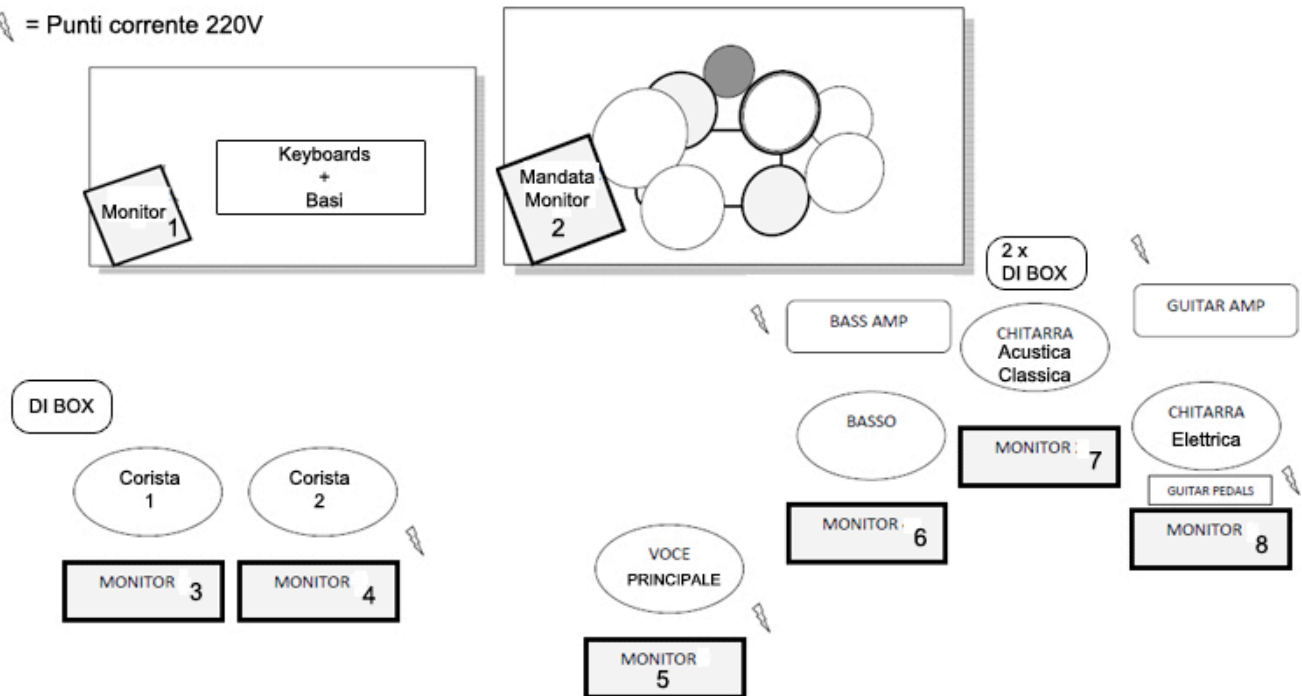 = Punti corrente 220V
Keyboards
+
Basi
Monitor
1
Mandata
Monitor
2
2 x
DI BOX
BASS AMP
CHITARRA
Acustica
Classica
GUITAR AMP
DI BOX
BASSO
CHITARRA
Elettrica
MONITOR 7
GUITAR PEDALS
Corista
1
Corista
2
MONITOR 6
MONITOR 8
VOCE
PRINCIPALE
MONITOR 3
MONITOR 4
MONITOR
5